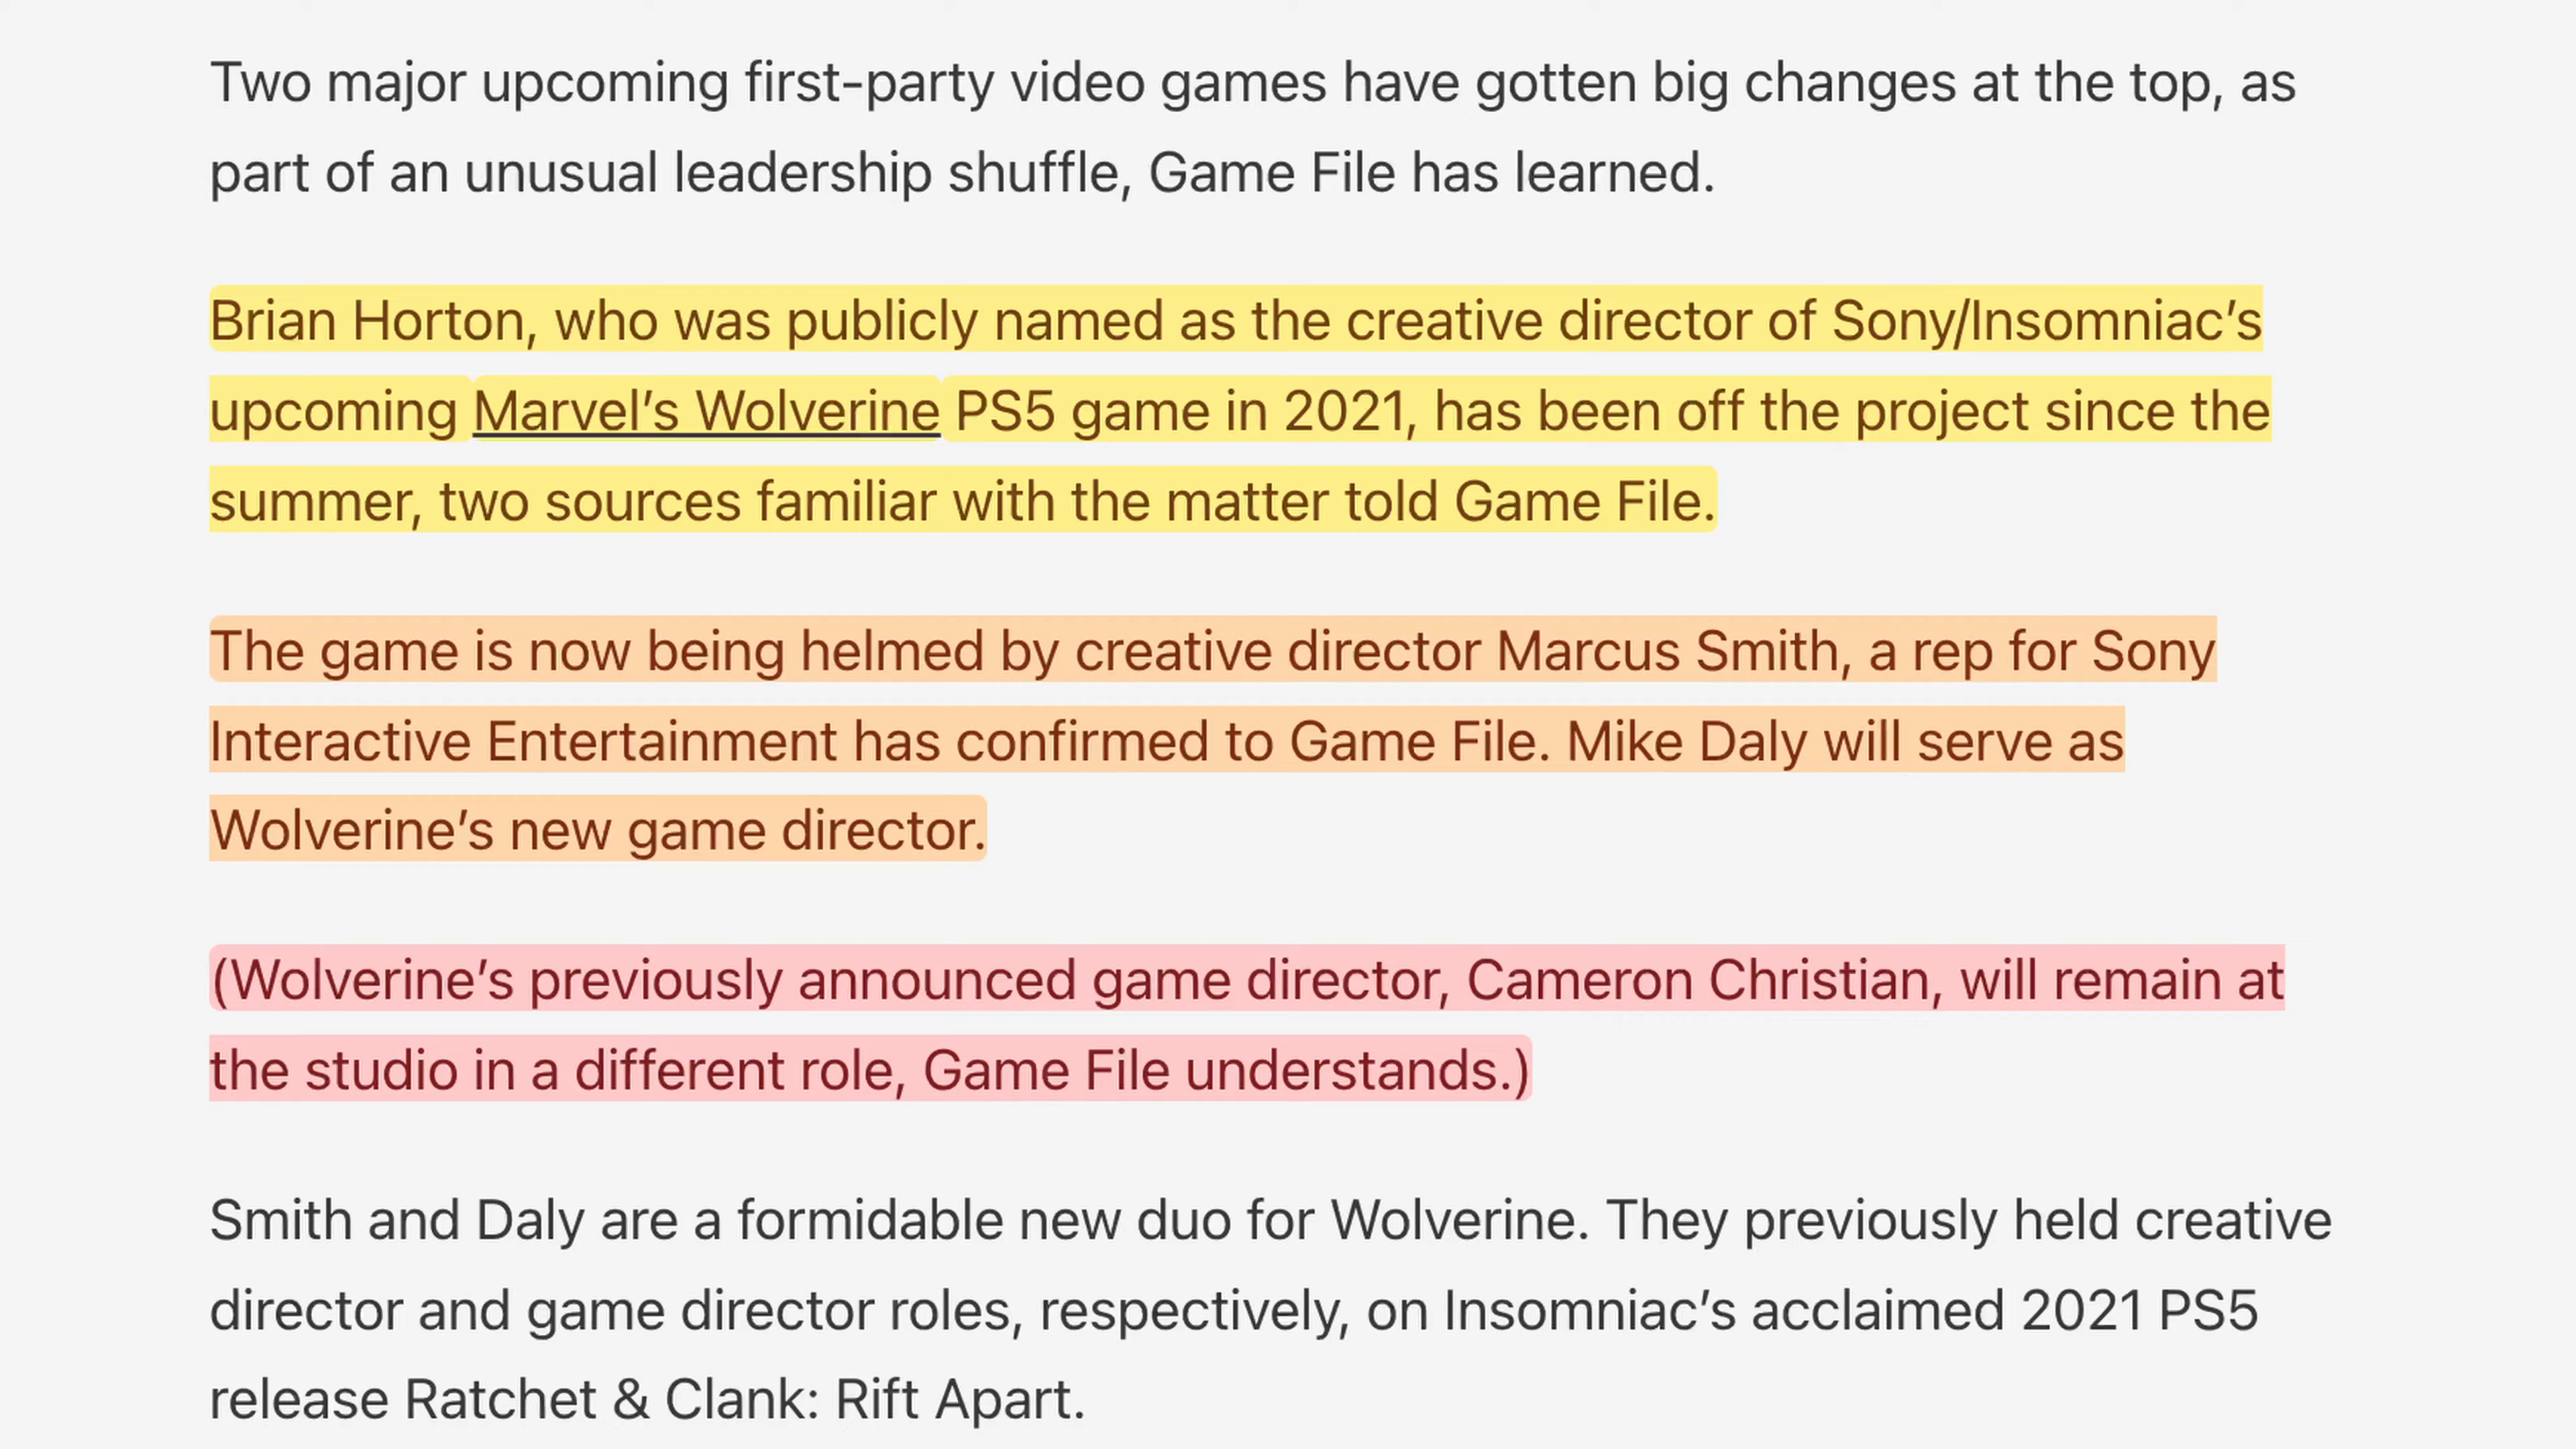 Two major upcoming first-party video games have gotten big changes at the top, as
part of an unusual leadership shuffle, Game File has learned.
Brian Horton, who was publicly named as the creative director of Sony/Insomniac’s
upcoming Marvel’s Wolverine PS5 game in 2021, has been off the project since the
summer, two sources familiar with the matter told Game File.
The game is now being helmed by creative director Marcus Smith, a rep for Sony
Interactive Entertainment has confirmed to Game File. Mike Daly will serve as
Wolverine’s new game director.
(Wolverine’s previously announced game director, Cameron Christian, will remain at
the studio in a different role, Game File understands.)
Smith and Daly are a formidable new duo for Wolverine. They previously held creative
director and game director roles, respectively, on Insomniac’s acclaimed 2021 PS5
release Ratchet & Clank: Rift Apart.